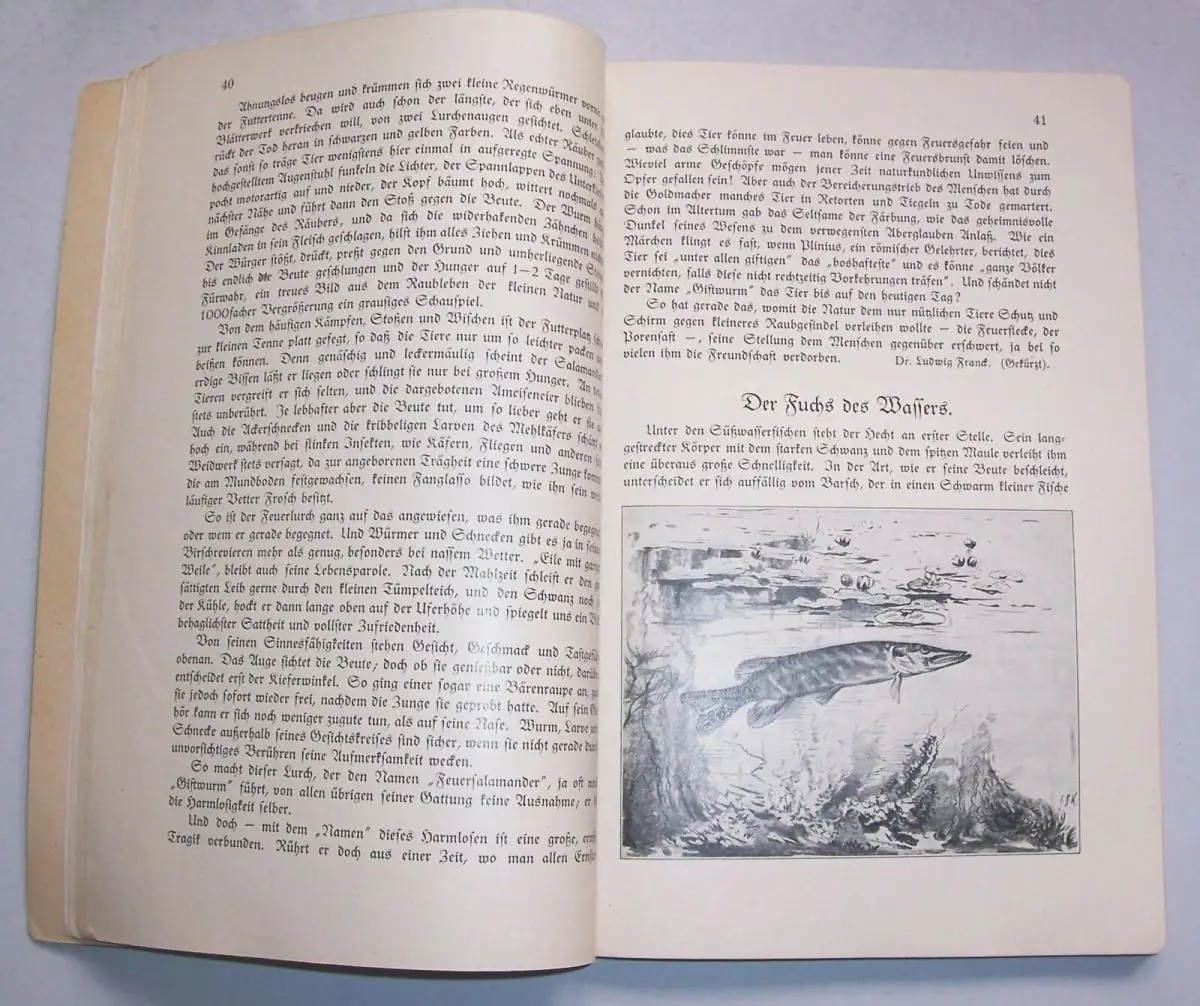 40
Ahnungslos beugen und krümmen sich zwei kleine Regenwürmer vorne
der Futtertenne. Da wird auch schon der längste, der sich eben unter
Blätterwerk verkriechen will, von zwei Lurchenaugen gesichtet.
rückt der Tod heran in schwarzen und gelben Farben. Als echter Räuber
das sonst so träge Tier wenigstens hier einmal in aufgeregte Spannung:
hochgestelltem Augenstuhl funkeln die Lichter, der Spannlappen des
pocht motorartig auf und nieder, der Kopf bäumt hoch, wittert nochmals
nächster Nähe und führt dann den Stoß gegen die Beute. Der Wurm
im Gefänge des Räubers, und da sich die widerhakenden Zähnchen
Kinnladen in sein Fleisch geschlagen, hilft ihm alles Ziehen und Krümmen
Der Würger stößt, drückt, preßt gegen den Grund und umherliegende
bis endlich die Beute geschlungen und der Hunger auf 1—2 Tage gestillt
Fürwahr, ein treues Bild aus dem Raubleben der kleinen Natur und
1000facher Vergrößerung ein grausiges Schauspiel.
Von dem häufigen Kämpfen, Stoßen und Wischen ist der Futterplatz
zur kleinen Tenne platt gefegt, so daß die Tiere nur um so leichter packen
beißen können. Denn genäschig und leckermäulig scheint der Salamander
erdige Bissen läßt er liegen oder schlingt sie nur bei großem Hunger. An
Tieren vergreift er sich selten, und die dargebotenen Ameiseneier blieben
stets unberührt. Je lebhafter aber die Beute tut, um so lieber geht er sie
Auch die Ackerschnecken und die kribbeligen Larven des Mehlkäfers schätzt
hoch ein, während bei flinken Insekten, wie Käfern, Fliegen und anderen
Weidwerk stets versagt, da zur angeborenen Trägheit eine schwere Zunge
die am Mundboden festgewachsen, keinen Fanglasso bildet, wie ihn sein
läufiger Vetter Frosch besitzt.
So ist der Feuerlurch ganz auf das angewiesen, was ihm gerade
oder wem er gerade begegnet. Und Würmer und Schnecken gibt es ja in
Birschrevieren mehr als genug, besonders bei nassem Wetter. „Eile mit
Weile", bleibt auch seine Lebensparole. Nach der Mahlzeit schleift er den
sättigten Leib gerne durch den kleinen Tümpelteich, und den Schwanz noch
der Kühle, hockt er dann lange oben auf der Uferhöhe und spiegelt uns ein
behaglichster Sattheit und vollster Zufriedenheit.
Von seinen Sinnesfähigkeiten stehen Gesicht, Geschmack und
obenan. Das Auge sichtet die Beute; doch ob sie genießbar oder nicht,
entscheidet erst der Kieferwinkel. So ging einer sogar eine Bärenraupe an,
sie jedoch sofort wieder frei, nachdem die Zunge sie geprobt hatte. Auf sein
hör kann er sich noch weniger zugute tun, als auf seine Nase. Wurm, Larve
Schnecke außerhalb seines Gesichtskreises sind sicher, wenn sie nicht gerade
unvorsichtiges Berühren seine Aufmerksamkeit wecken.
So macht dieser Lurch, der den Namen „Feuersalamander", ja oft
„Giftwurm" führt, von allen übrigen seiner Gattung keine Ausnahme; er
die Harmlosigkeit selber.
Und doch — mit dem „Namen" dieses Harmlosen ist eine große,
Tragik verbunden. Rührt er doch aus einer Zeit, wo man allen
41
glaubte, dies Tier könne im Feuer leben, könne gegen Feuersgefahr feien und
— was das Schlimmste war — man könne eine Feuersbrunst damit löschen.
Wieviel arme Geschöpfe mögen jener Zeit naturkundlichen Unwissens zum
Opfer gefallen sein! Aber auch der Bereicherungstrieb des Menschen hat durch
die Goldmacher manches Tier in Retorten und Tiegeln zu Tode gemartert.
Schon im Altertum gab das Seltsame der Färbung, wie das geheimnisvolle
Dunkel seines Wesens zu dem verwegensten Aberglauben Anlaß. Wie ein
Märchen klingt es fast, wenn Plinius, ein römischer Gelehrter, berichtet, dies
Tier sei „unter allen giftigen" das „boshafteste" und es könne „ganze Völker
vernichten, falls diese nicht rechtzeitig Vorkehrungen träfen". Und schändet nicht
der Name „Giftwurm" das Tier bis auf den heutigen Tag?
So hat gerade das, womit die Natur dem nur nützlichen Tiere Schutz und
Schirm gegen kleineres Raubgesindel verleihen wollte — die Feuerflecke, der
Porensaft —, seine Stellung dem Menschen gegenüber erschwert, ja bei so
vielen ihm die Freundschaft verdorben. Dr. Ludwig Franck. (Gekürzt).
Der Fuchs des Wassers.
Unter den Süßwasserfischen steht der Hecht an erster Stelle. Sein lang-
gestreckter Körper mit dem starken Schwanz und dem spitzen Maule verleiht ihm
eine überaus große Schnelligkeit. In der Art, wie er seine Beute beschleicht,
unterscheidet er sich auffällig vom Barsch, der in einen Schwarm kleiner Fische